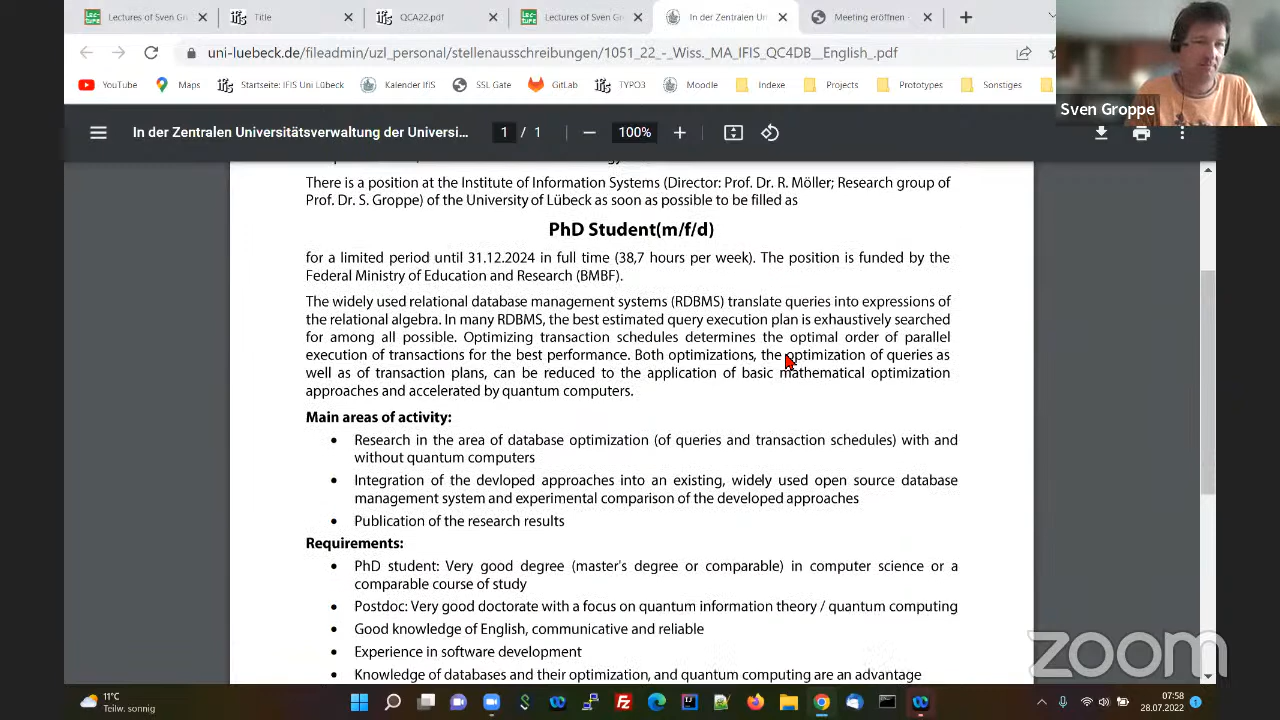 Lectures of Sven Gr
Title
QCA22.pdf
Lectures of Sven Gr
In der Zentralen Uni
Meeting eröffnen
uni-luebeck.de/fileadmin/uzl_personal/stellenausschreibungen/1051_22_-_Wiss._MA_IFIS_QC4DB__English_.pdf
YouTube
Maps
Startseite: IFIS Uni Lübeck
Kalender IFIS
SSL Gate
GitLab
TYPO3
Moodle
Indexe
Projects
Prototypes
Sonstiges
Sven Groppe
In der Zentralen Universitätsverwaltung der Universi...
1 / 1
100%
There is a position at the Institute of Information Systems (Director: Prof. Dr. R. Möller; Research group of
Prof. Dr. S. Groppe) of the University of Lübeck as soon as possible to be filled as
PhD Student(m/f/d)
for a limited period until 31.12.2024 in full time (38,7 hours per week). The position is funded by the
Federal Ministry of Education and Research (BMBF).
The widely used relational database management systems (RDBMS) translate queries into expressions of
the relational algebra. In many RDBMS, the best estimated query execution plan is exhaustively searched
for among all possible. Optimizing transaction schedules determines the optimal order of parallel
execution of transactions for the best performance. Both optimizations, the optimization of queries as
well as of transaction plans, can be reduced to the application of basic mathematical optimization
approaches and accelerated by quantum computers.
Main areas of activity:
• Research in the area of database optimization (of queries and transaction schedules) with and
without quantum computers
• Integration of the devloped approaches into an existing, widely used open source database
management system and experimental comparison of the developed approaches
• Publication of the research results
Requirements:
• PhD student: Very good degree (master's degree or comparable) in computer science or a
comparable course of study
• Postdoc: Very good doctorate with a focus on quantum information theory / quantum computing
• Good knowledge of English, communicative and reliable
• Experience in software development
• Knowledge of databases and their optimization, and quantum computing are an advantage
zoom
11°C
Teilw. sonnig
07:58
28.07.2022